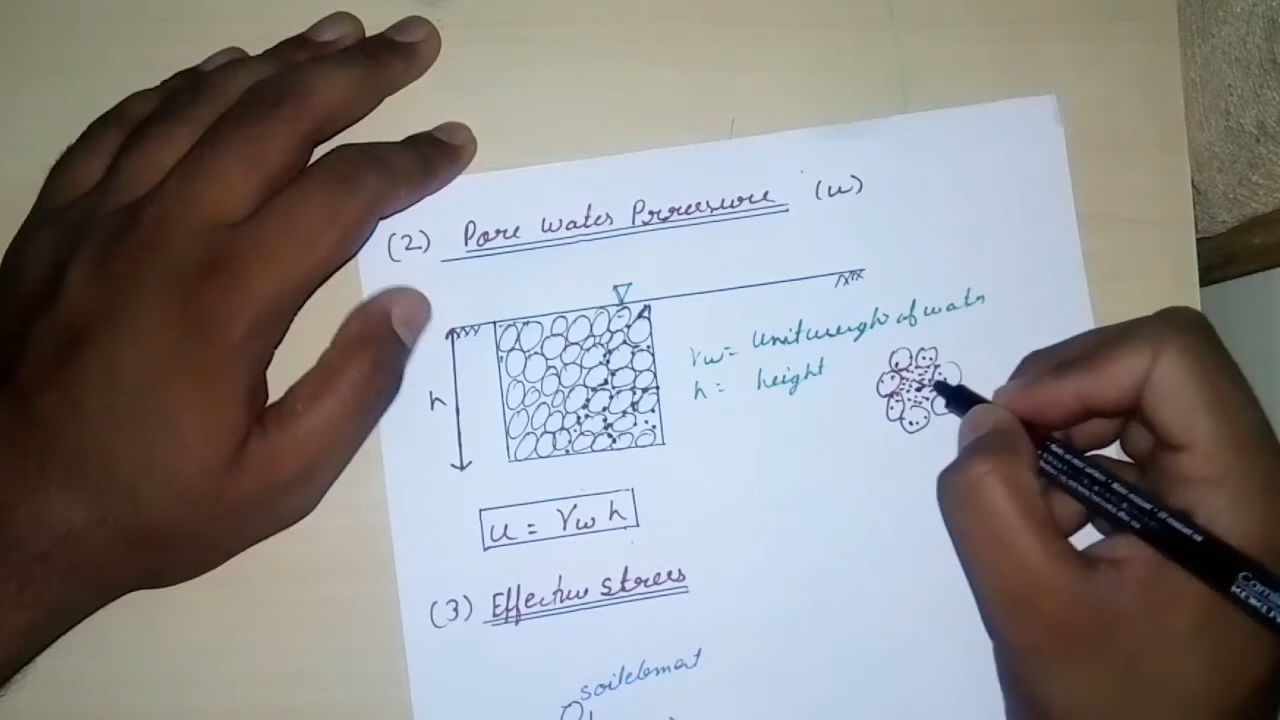 (2) Pore water Pressure (u)
γw = Unit weight of water
h = height
h
u = γw h
(3) Effective Stress
soil element